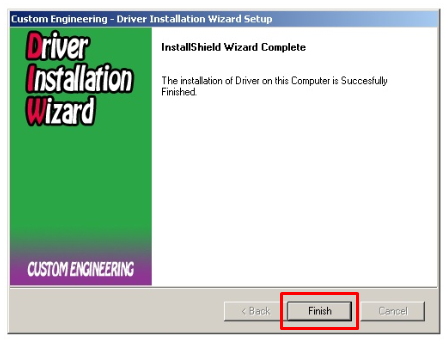 Custom Engineering - Driver Installation Wizard Setup
Driver
Installation
Wizard
InstallShield Wizard Complete
The installation of Driver on this Computer is Succesfully
Finished.
CUSTOM ENGINEERING
< Back
Finish
Cancel